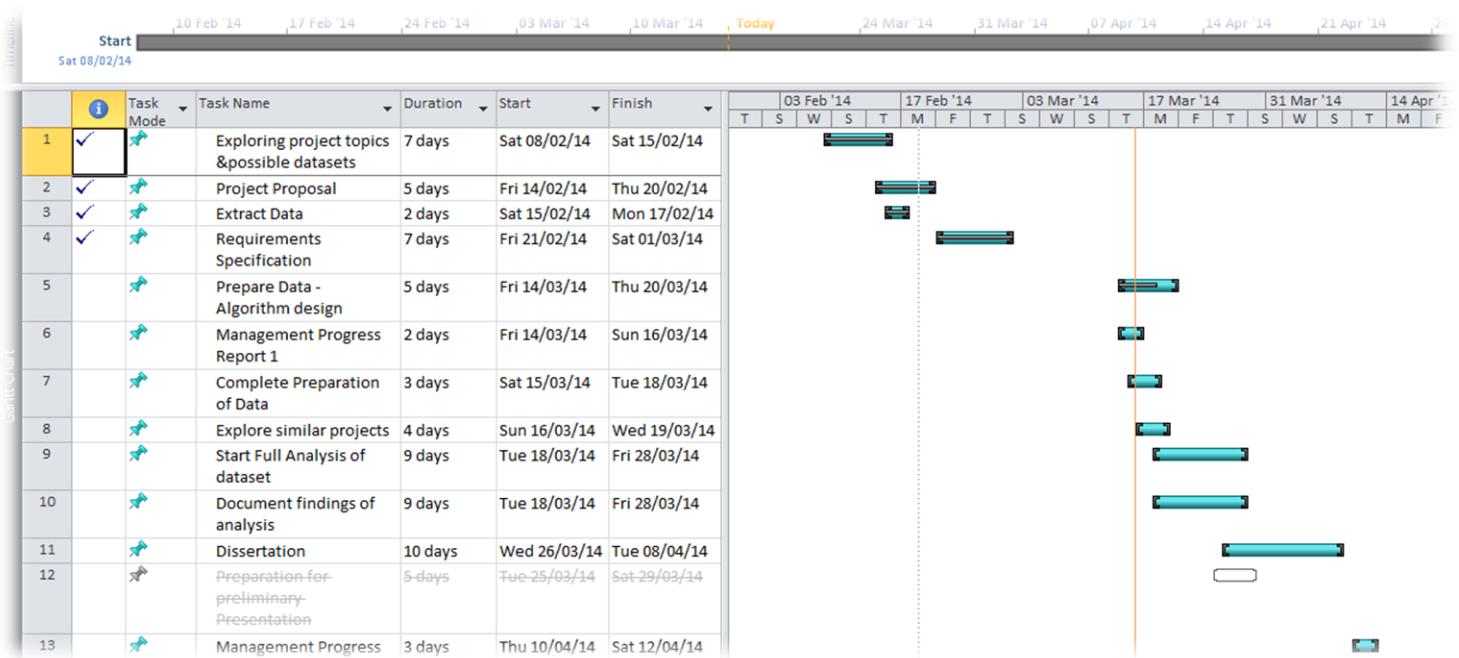 10 Feb '14 17 Feb '14 24 Feb '14 03 Mar '14 10 Mar '14 Today 24 Mar '14 31 Mar '14 07 Apr '14 14 Apr '14 21 Apr '14
Start
Sat 08/02/14
Task Mode Task Name Duration Start Finish
03 Feb '14 17 Feb '14 03 Mar '14 17 Mar '14 31 Mar '14 14 Apr '1
T S W S T M F T S W S T M F T S W S T M F
1 Exploring project topics 7 days Sat 08/02/14 Sat 15/02/14
&possible datasets
2 Project Proposal 5 days Fri 14/02/14 Thu 20/02/14
3 Extract Data 2 days Sat 15/02/14 Mon 17/02/14
4 Requirements 7 days Fri 21/02/14 Sat 01/03/14
Specification
5 Prepare Data - 5 days Fri 14/03/14 Thu 20/03/14
Algorithm design
6 Management Progress 2 days Fri 14/03/14 Sun 16/03/14
Report 1
7 Complete Preparation 3 days Sat 15/03/14 Tue 18/03/14
of Data
8 Explore similar projects 4 days Sun 16/03/14 Wed 19/03/14
9 Start Full Analysis of 9 days Tue 18/03/14 Fri 28/03/14
dataset
10 Document findings of 9 days Tue 18/03/14 Fri 28/03/14
analysis
11 Dissertation 10 days Wed 26/03/14 Tue 08/04/14
12 Preparation for 5 days Tue 25/03/14 Sat 29/03/14
preliminary
Presentation
13 Management Progress 3 days Thu 10/04/14 Sat 12/04/14
Gantt Chart